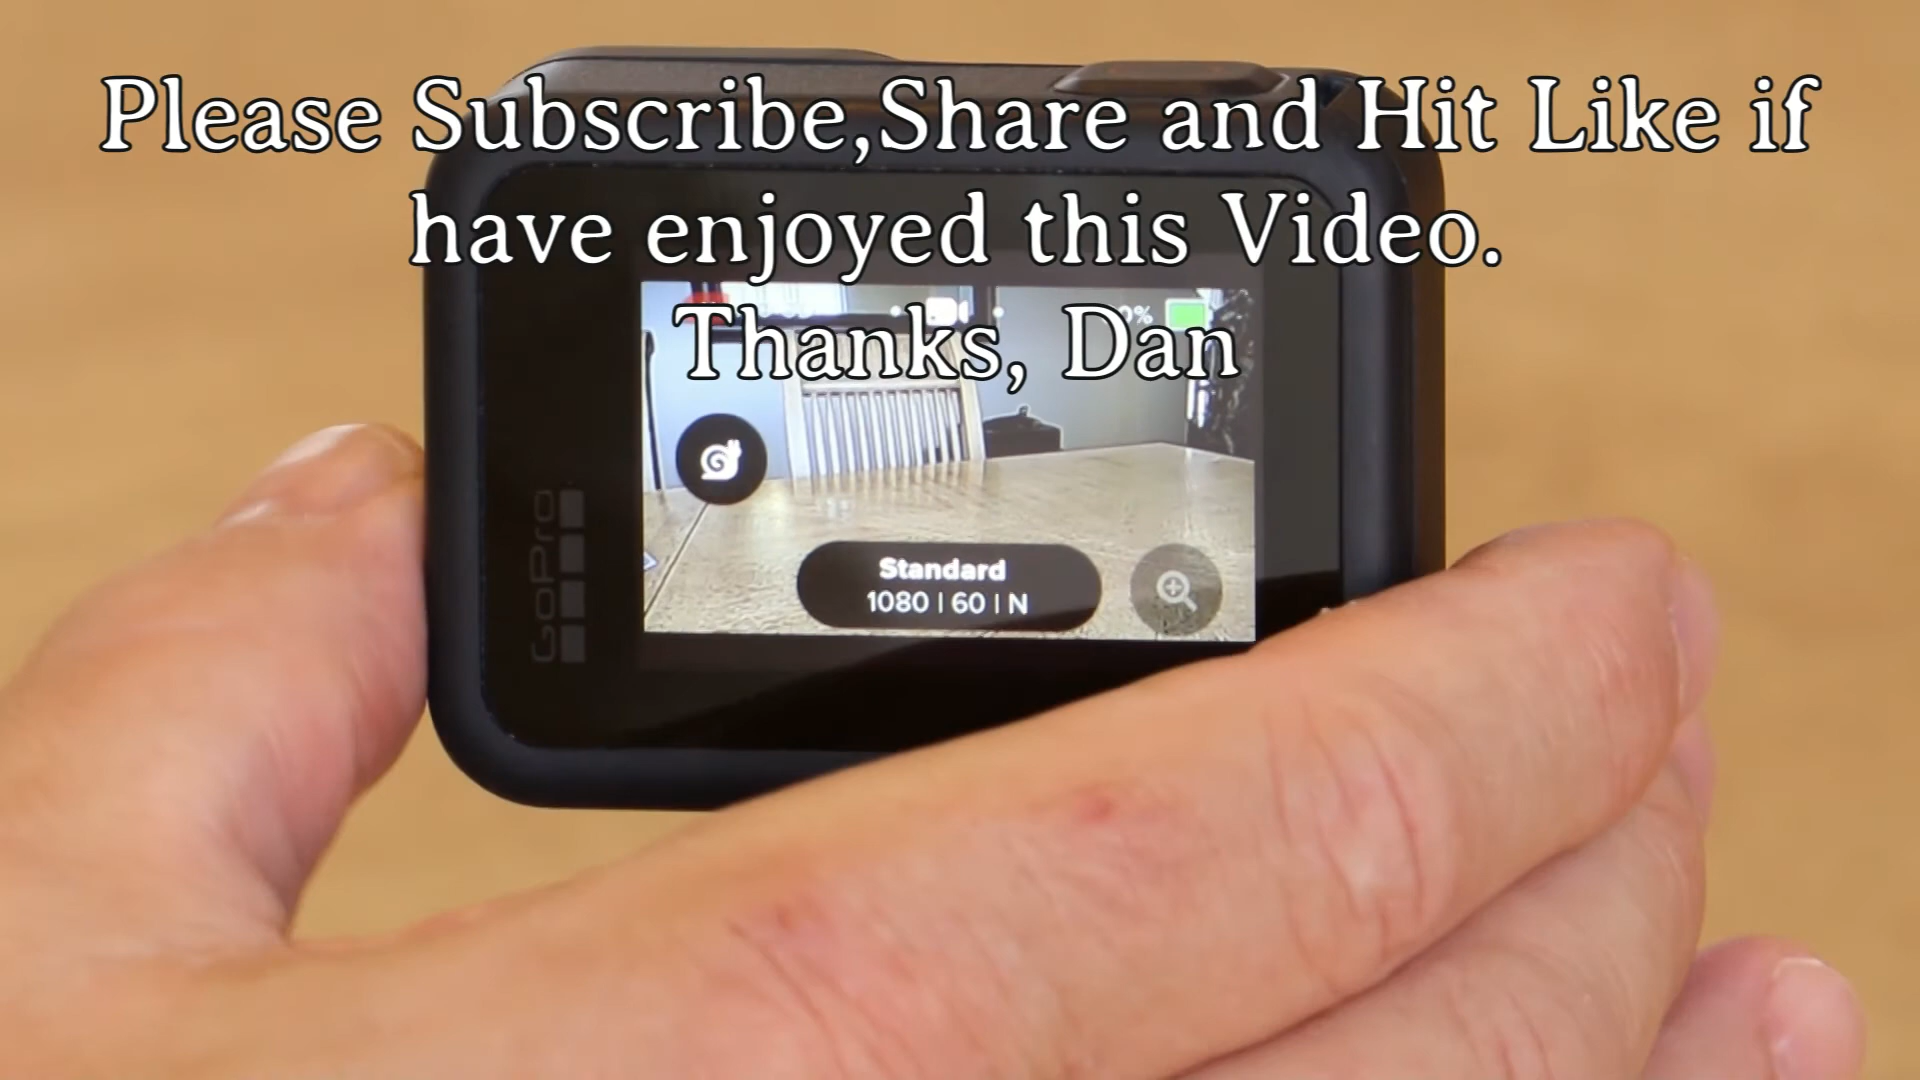 Please Subscribe,Share and Hit Like if
have enjoyed this Video.
Thanks, Dan
Standard
1080 | 60 | N
GoPro